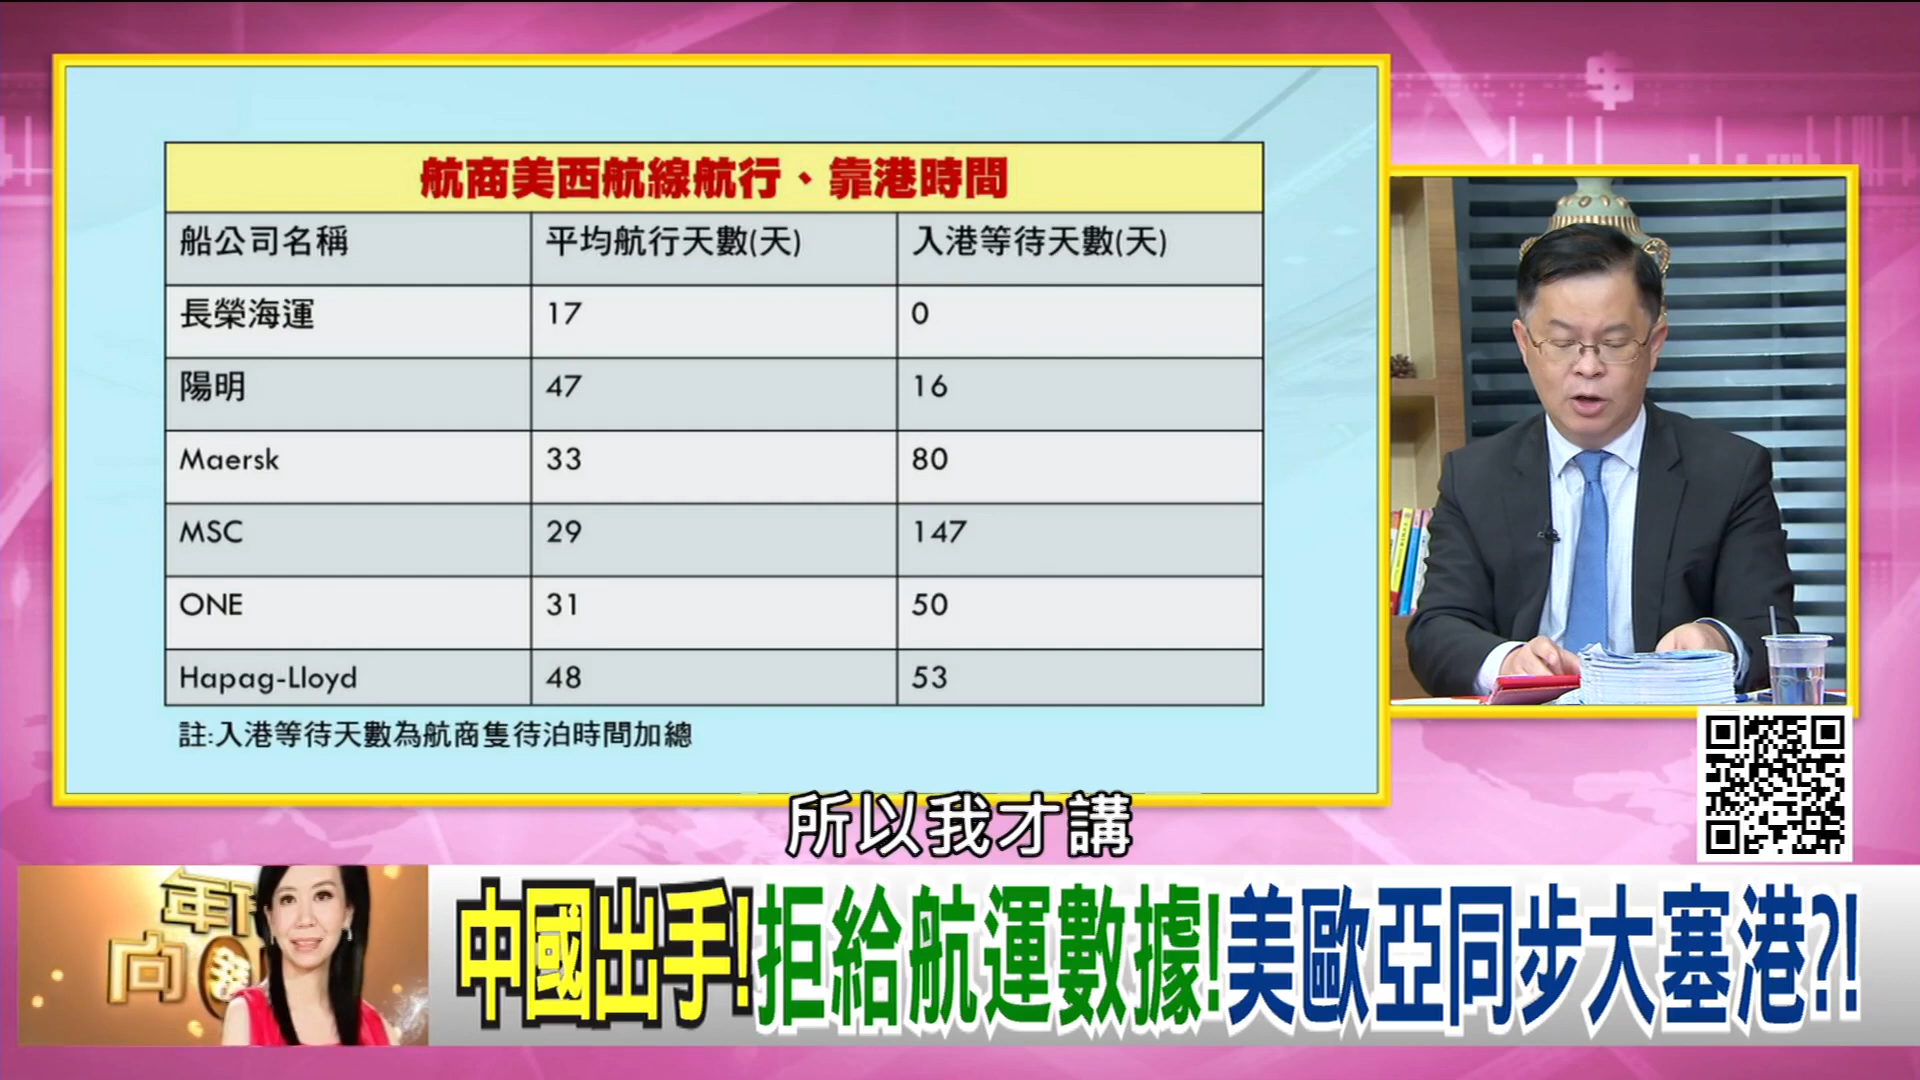 航商美西航線航行、靠港時間
船公司名稱 平均航行天數(天) 入港等待天數(天)
長榮海運 17 0
陽明 47 16
Maersk 33 80
MSC 29 147
ONE 31 50
Hapag-Lloyd 48 53
註:入港等待天數為航商隻待泊時間加總
所以我才講
向
中國出手!拒給航運數據!美歐亞同步大塞港?!